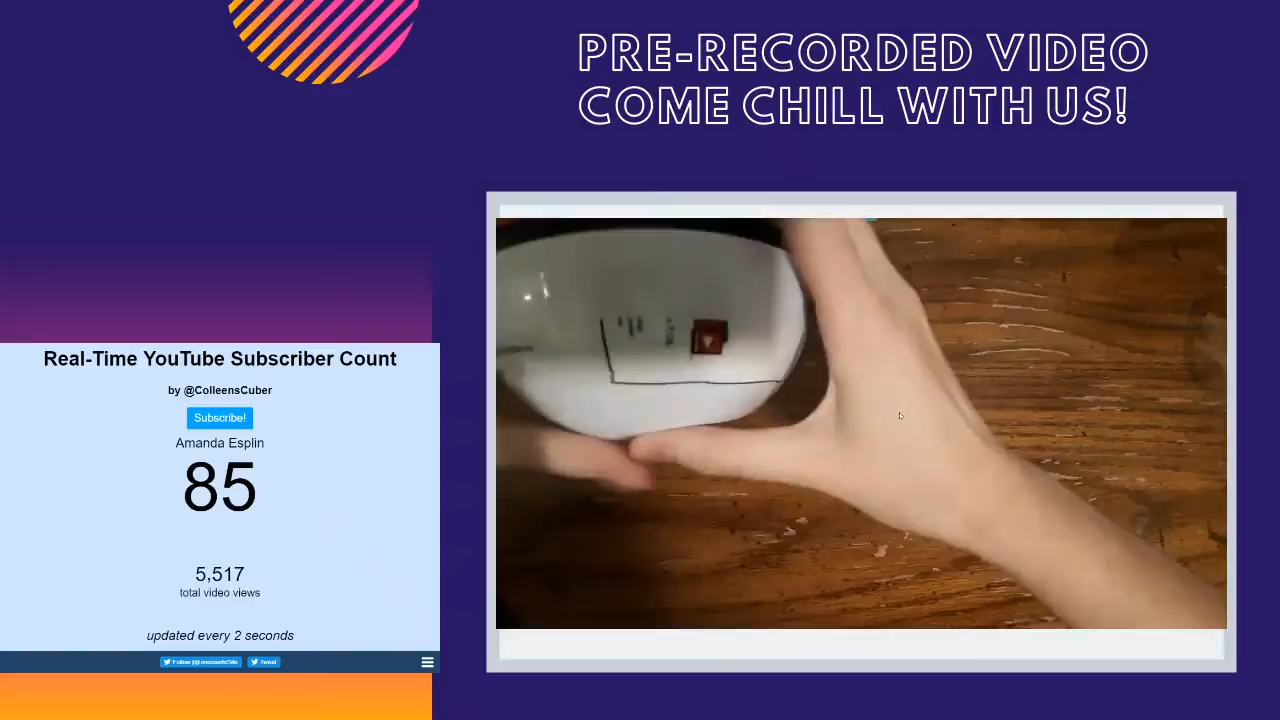 PRE-RECORDED VIDEO
COME CHILL WITH US!
Real-Time YouTube Subscriber Count
by @ColleensCuber
Subscribe!
Amanda Esplin
85
5,517
total video views
updated every 2 seconds
Tweet